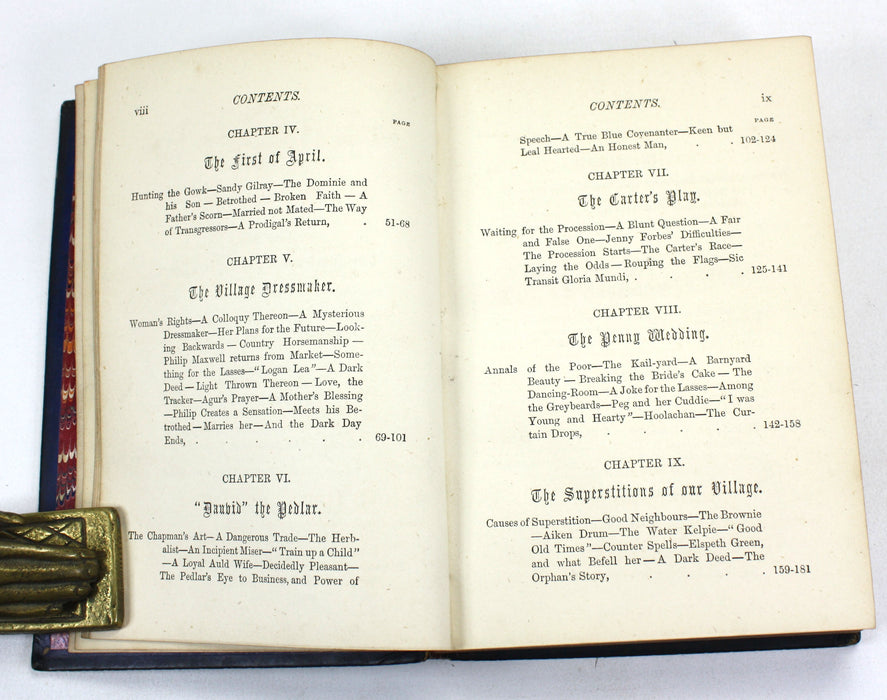 viii
CONTENTS.
PAGE
CHAPTER IV.
The First of April.
Hunting the Gowk—Sandy Gilray—The Dominie and
his Son — Betrothed — Broken Faith — A
Father's Scorn—Married not Mated—The Way
of Transgressors—A Prodigal's Return, . 51-68
CHAPTER V.
The Village Dressmaker.
Woman's Rights—A Colloquy Thereon—A Mysterious
Dressmaker—Her Plans for the Future—Look-
ing Backwards — Country Horsemanship —
Philip Maxwell returns from Market—Some-
thing for the Lasses—"Logan Lea"—A Dark
Deed — Light Thrown Thereon — Love, the
Tracker—Agur's Prayer—A Mother's Blessing
—Philip Creates a Sensation—Meets his Be-
trothed — Marries her—And the Dark Day
Ends, . . . . . . 69-101
CHAPTER VI.
"Dauvid" the Pedlar.
The Chapman's Art—A Dangerous Trade—The Herb-
alist—An Incipient Miser—"Train up a Child"
—A Loyal Auld Wife—Decidedly Pleasant—
The Pedlar's Eye to Business, and Power of
CONTENTS.
ix
PAGE
Speech—A True Blue Covenanter—Keen but
Leal Hearted—An Honest Man, . . 102-124
CHAPTER VII.
The Carter's Play.
Waiting for the Procession—A Blunt Question—A Fair
and False One—Jenny Forbes' Difficulties—
The Procession Starts—The Carter's Race—
Laying the Odds—Rouping the Flags—Sic
Transit Gloria Mundi, . . . . 125-141
CHAPTER VIII.
The Penny Wedding.
Annals of the Poor—The Kail-yard—A Barnyard
Beauty — Breaking the Bride's Cake — The
Dancing-Room—A Joke for the Lasses—Among
the Greybeards—Peg and her Cuddie—"I was
Young and Hearty"—Hoolachan—The Cur-
tain Drops, . . . . . 142-158
CHAPTER IX.
The Superstitions of our Village.
Causes of Superstition—Good Neighbours—The Brownie
—Aiken Drum—The Water Kelpie—"Good
Old Times"—Counter Spells—Elspeth Green,
and what Befell her—A Dark Deed—The
Orphan's Story, . . . . 159-181